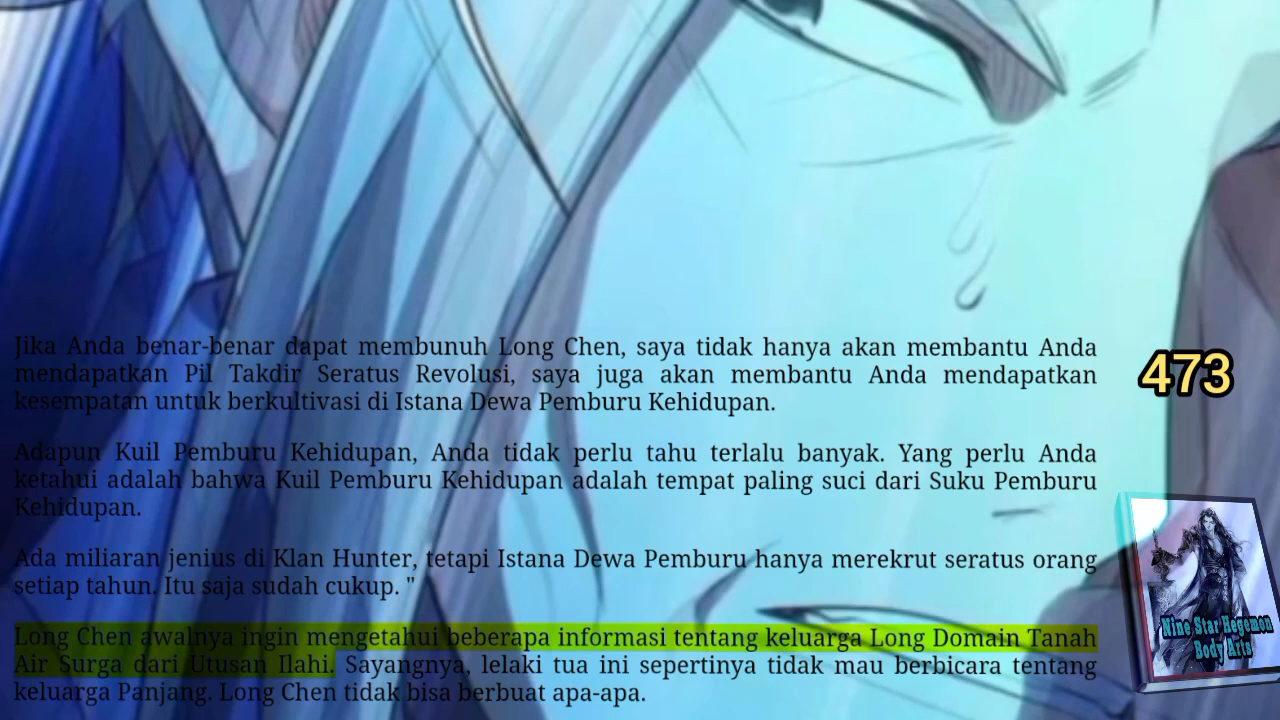 Jika Anda benar-benar dapat membunuh Long Chen, saya tidak hanya akan membantu Anda
mendapatkan Pil Takdir Seratus Revolusi, saya juga akan membantu Anda mendapatkan
kesempatan untuk berkultivasi di Istana Dewa Pemburu Kehidupan.
Adapun Kuil Pemburu Kehidupan, Anda tidak perlu tahu terlalu banyak. Yang perlu Anda
ketahui adalah bahwa Kuil Pemburu Kehidupan adalah tempat paling suci dari Suku Pemburu
Kehidupan.
Ada miliaran jenius di Klan Hunter, tetapi Istana Dewa Pemburu hanya merekrut seratus orang
setiap tahun. Itu saja sudah cukup. "
Long Chen awalnya ingin mengetahui beberapa informasi tentang keluarga Long Domain Tanah
Air Surga dari Utusan Ilahi. Sayangnya, lelaki tua ini sepertinya tidak mau berbicara tentang
keluarga Panjang. Long Chen tidak bisa berbuat apa-apa.
473
Nine Star Hegemon
Body Arts